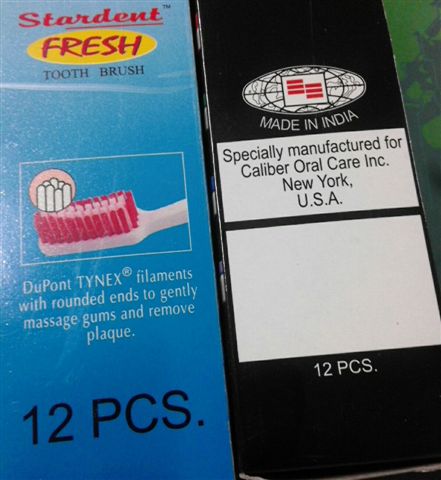 Stardent™
FRESH
TOOTH BRUSH
DuPont TYNEX® filaments
with rounded ends to gently
massage gums and remove
plaque.
12 PCS.
MADE IN INDIA
Specially manufactured for
Caliber Oral Care Inc.
New York,
U.S.A.
12 PCS.